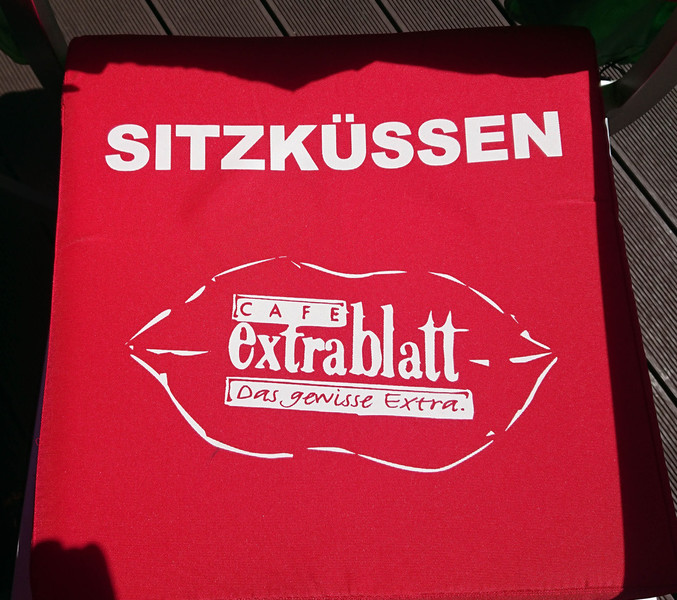 SITZKÜSSEN
CAFE
extrablatt
Das gewisse Extra.